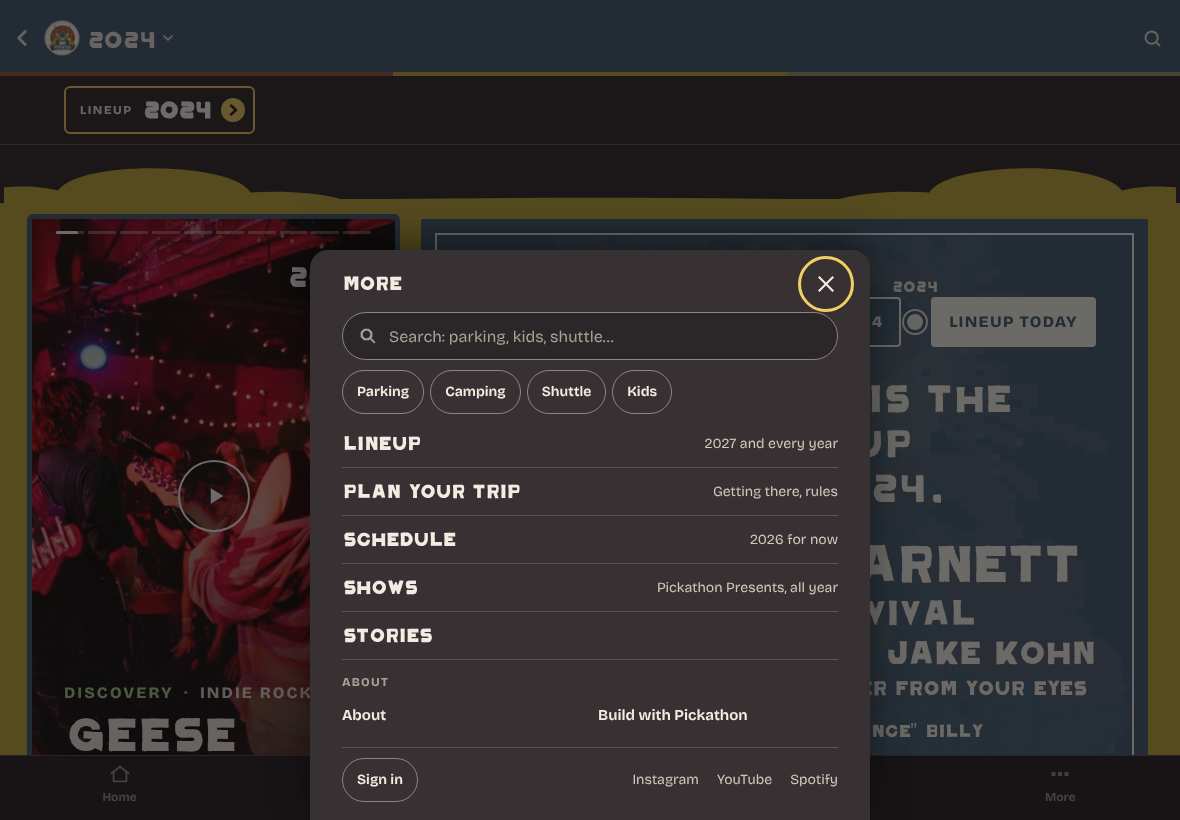 2024
LINEUP 2024
MORE
Search: parking, kids, shuttle...
Parking Camping Shuttle Kids
LINEUP 2027 and every year
PLAN YOUR TRIP Getting there, rules
SCHEDULE 2026 for now
SHOWS Pickathon Presents, all year
STORIES
ABOUT
About Build with Pickathon
Sign in Instagram YouTube Spotify
DISCOVERY · INDIE ROCK
GEESE
2024
4 LINEUP TODAY
IS THE
UP
24.
ARNETT
VIVAL
JAKE KOHN
ER FROM YOUR EYES
NCE" BILLY
Home
More